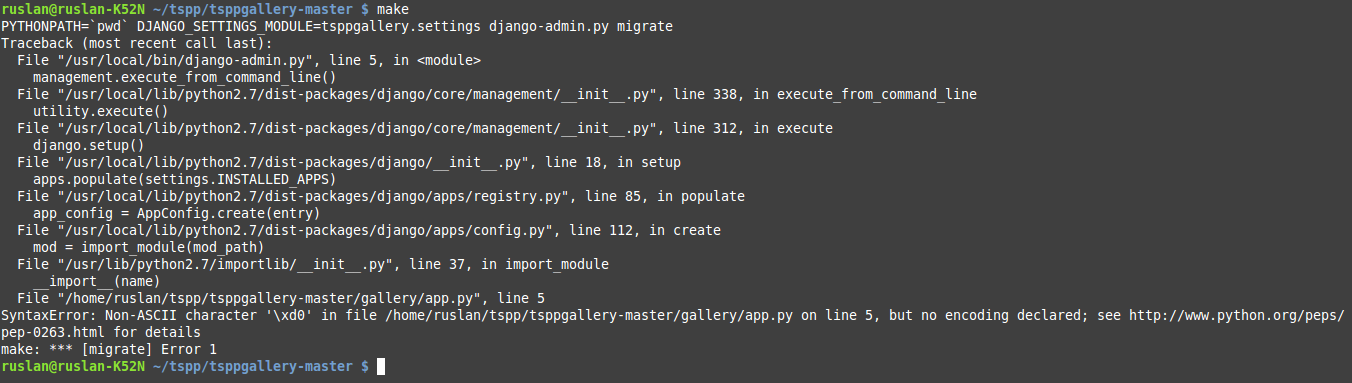 ruslan@ruslan-K52N ~/tspp/tsppgallery-master $ make
PYTHONPATH=`pwd` DJANGO_SETTINGS_MODULE=tsppgallery.settings django-admin.py migrate
Traceback (most recent call last):
  File "/usr/local/bin/django-admin.py", line 5, in <module>
    management.execute_from_command_line()
  File "/usr/local/lib/python2.7/dist-packages/django/core/management/__init__.py", line 338, in execute_from_command_line
    utility.execute()
  File "/usr/local/lib/python2.7/dist-packages/django/core/management/__init__.py", line 312, in execute
    django.setup()
  File "/usr/local/lib/python2.7/dist-packages/django/__init__.py", line 18, in setup
    apps.populate(settings.INSTALLED_APPS)
  File "/usr/local/lib/python2.7/dist-packages/django/apps/registry.py", line 85, in populate
    app_config = AppConfig.create(entry)
  File "/usr/local/lib/python2.7/dist-packages/django/apps/config.py", line 112, in create
    mod = import_module(mod_path)
  File "/usr/lib/python2.7/importlib/__init__.py", line 37, in import_module
    __import__(name)
  File "/home/ruslan/tspp/tsppgallery-master/gallery/app.py", line 5
SyntaxError: Non-ASCII character '\xd0' in file /home/ruslan/tspp/tsppgallery-master/gallery/app.py on line 5, but no encoding declared; see http://www.python.org/peps/
pep-0263.html for details
make: *** [migrate] Error 1
ruslan@ruslan-K52N ~/tspp/tsppgallery-master $